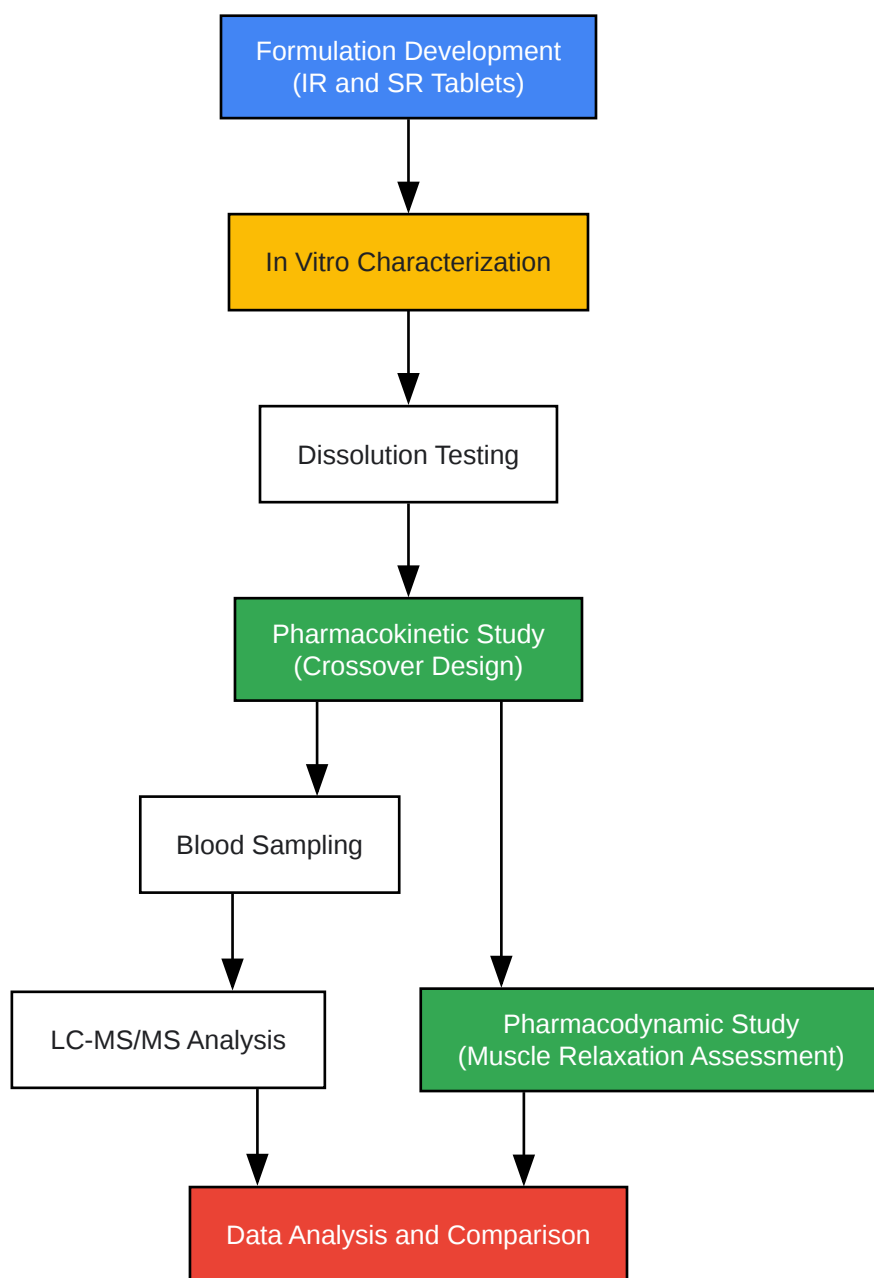 Formulation Development
(IR and SR Tablets)
In Vitro Characterization
Dissolution Testing
Pharmacokinetic Study
(Crossover Design)
Blood Sampling
LC-MS/MS Analysis
Pharmacodynamic Study
(Muscle Relaxation Assessment)
Data Analysis and Comparison